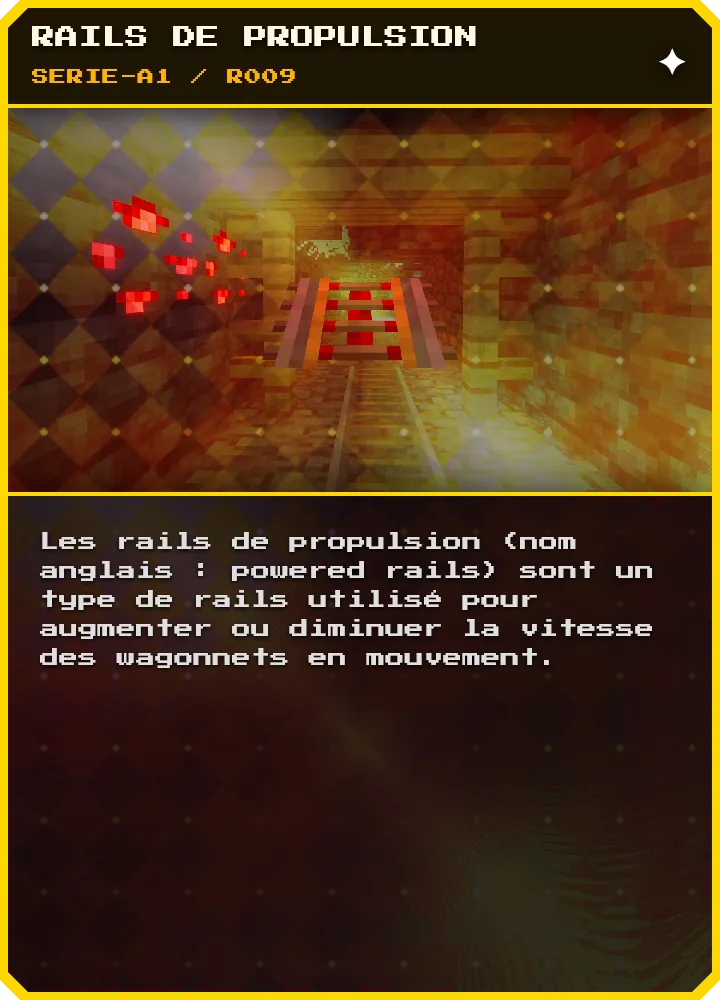 RAILS DE PROPULSION
SERIE-A1 / R009
Les rails de propulsion (nom
anglais : powered rails) sont un
type de rails utilisé pour
augmenter ou diminuer la vitesse
des wagonnets en mouvement.